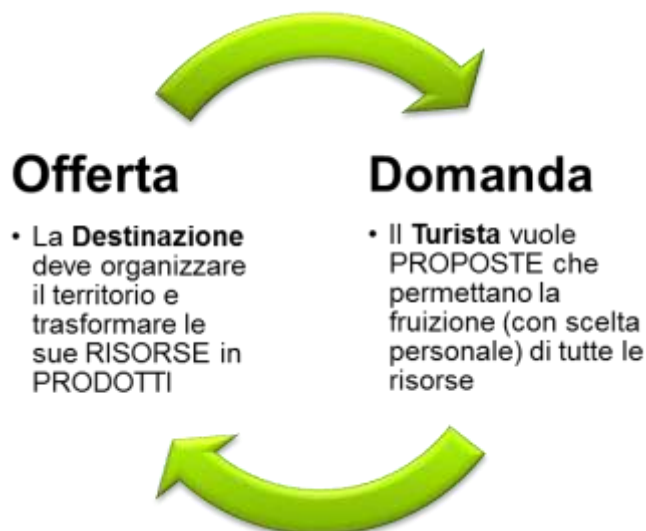 Offerta
• La Destinazione
deve organizzare
il territorio e
trasformare le
sue RISORSE in
PRODOTTI
Domanda
• Il Turista vuole
PROPOSTE che
permettano la
fruizione (con scelta
personale) di tutte le
risorse